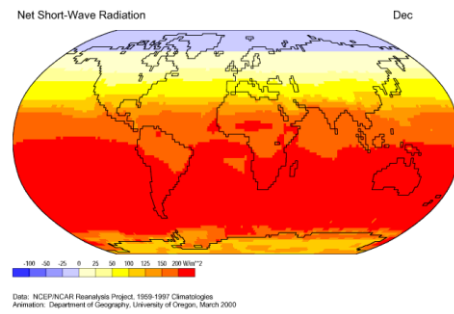 Net Short-Wave Radiation Dec
-100 -50 -25 0 25 50 100 125 150 200 W/m^2
Data: NCEP/NCAR Reanalysis Project, 1959-1997 Climatologies
Animation: Department of Geography, University of Oregon, March 2000